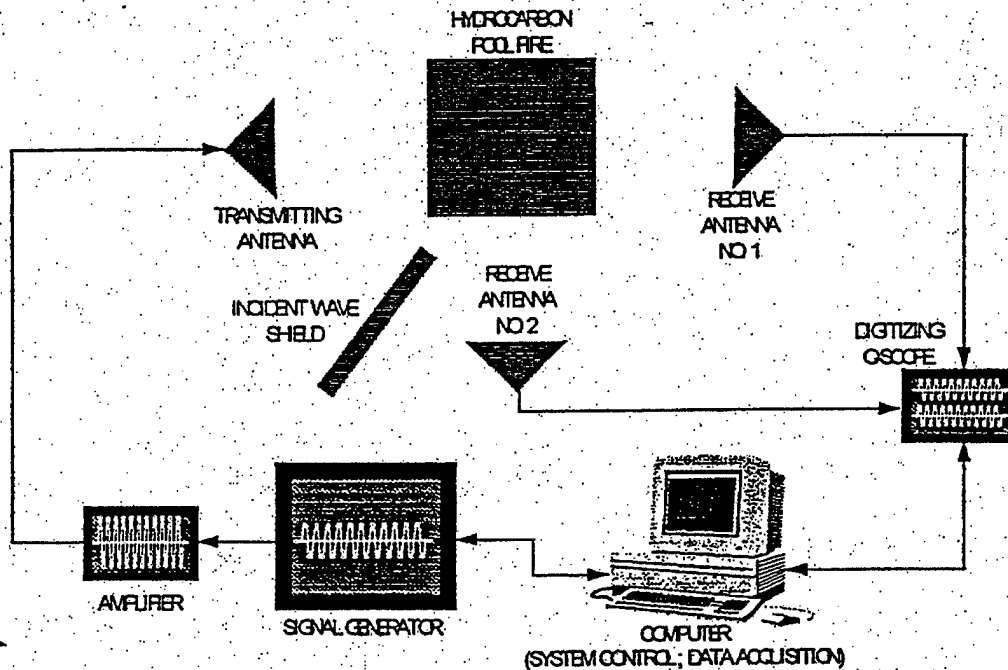 HYDROCARBON
POOL FIRE
TRANSMITTING
ANTENNA
RECEIVE
ANTENNA
NO. 1
INCIDENT WAVE
SHIELD
RECEIVE
ANTENNA
NO. 2
DIGITIZING
O-SCOPE
AMPLIFIER
SIGNAL GENERATOR
COMPUTER
(SYSTEM CONTROL; DATA ACQUISITION)